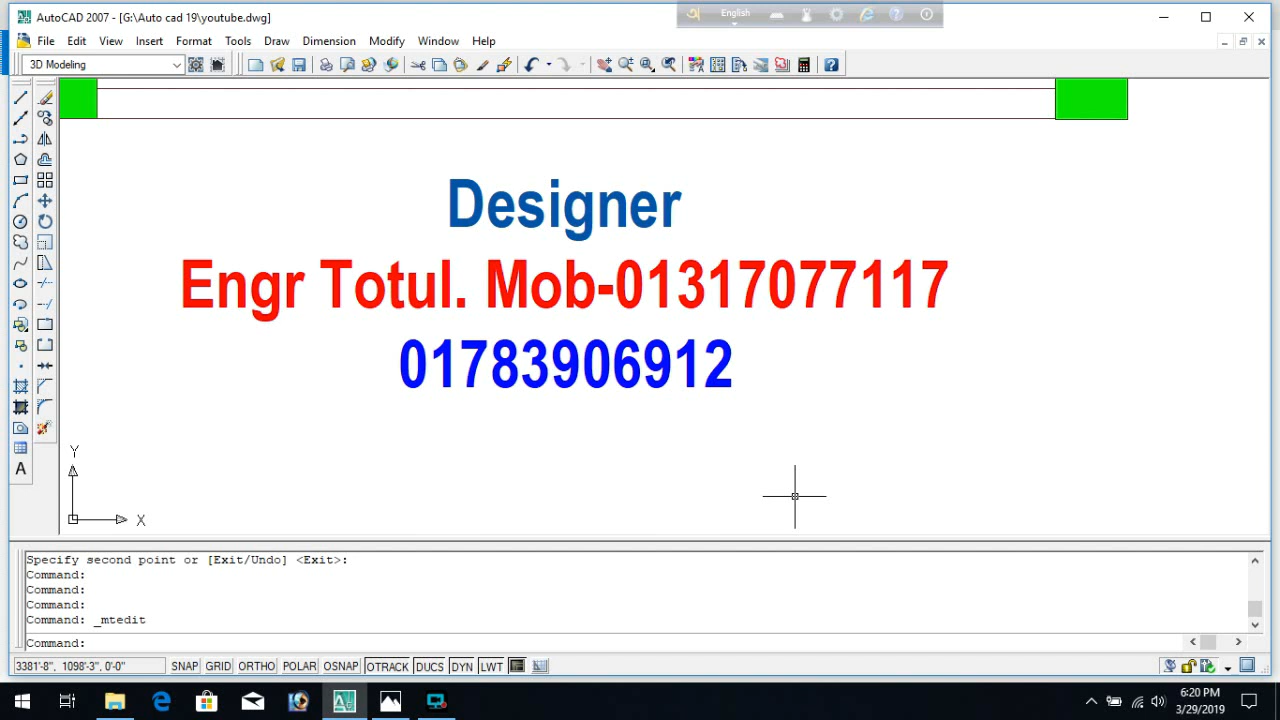 AutoCAD 2007 - [G:\Auto cad 19\youtube.dwg]
English
File Edit View Insert Format Tools Draw Dimension Modify Window Help
3D Modeling
Designer
Engr Totul. Mob-01317077117
01783906912
Y
X
A
Specify second point or [Exit/Undo] <Exit>:
Command:
Command:
Command:
Command: _mtedit
Command:
3381'-8", 1098'-3", 0'-0" SNAP GRID ORTHO POLAR OSNAP OTRACK DUCS DYN LWT
6:20 PM
3/29/2019